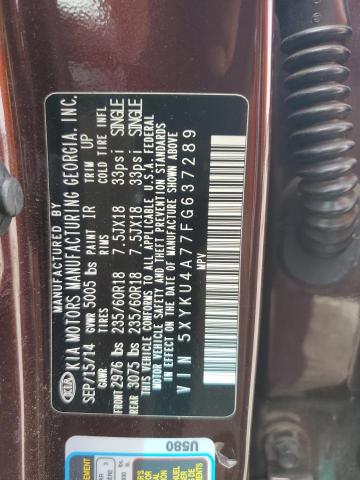 MANUFACTURED BY
KIA KIA MOTORS MANUFACTURING GEORGIA, INC.
SEP/15/14 GVWR 5005 lbs PAINT IR TRIM UP
GAWR TIRES RIMS COLD TIRE INFL
FRONT 2976 lbs 235/60R18 7.5JX18 33psi SINGLE
REAR 3075 lbs 235/60R18 7.5JX18 33psi SINGLE
THIS VEHICLE CONFORMS TO ALL APPLICABLE U.S.A. FEDERAL
MOTOR VEHICLE SAFETY AND THEFT PREVENTION STANDARDS
IN EFFECT ON THE DATE OF MANUFACTURE SHOWN ABOVE
VIN 5XYKU4A77FG637289
MPV
U580